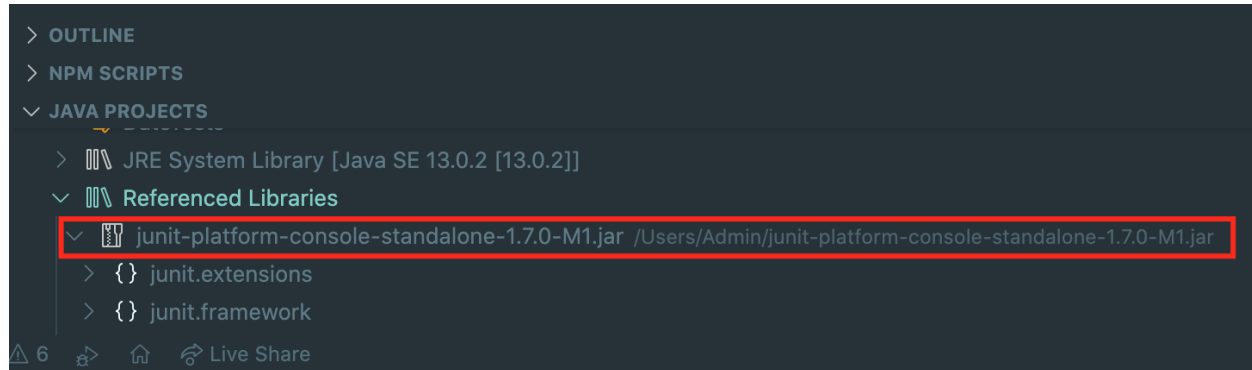 OUTLINE
NPM SCRIPTS
JAVA PROJECTS
JRE System Library [Java SE 13.0.2 [13.0.2]]
Referenced Libraries
junit-platform-console-standalone-1.7.0-M1.jar /Users/Admin/junit-platform-console-standalone-1.7.0-M1.jar
{} junit.extensions
{} junit.framework
6 Live Share